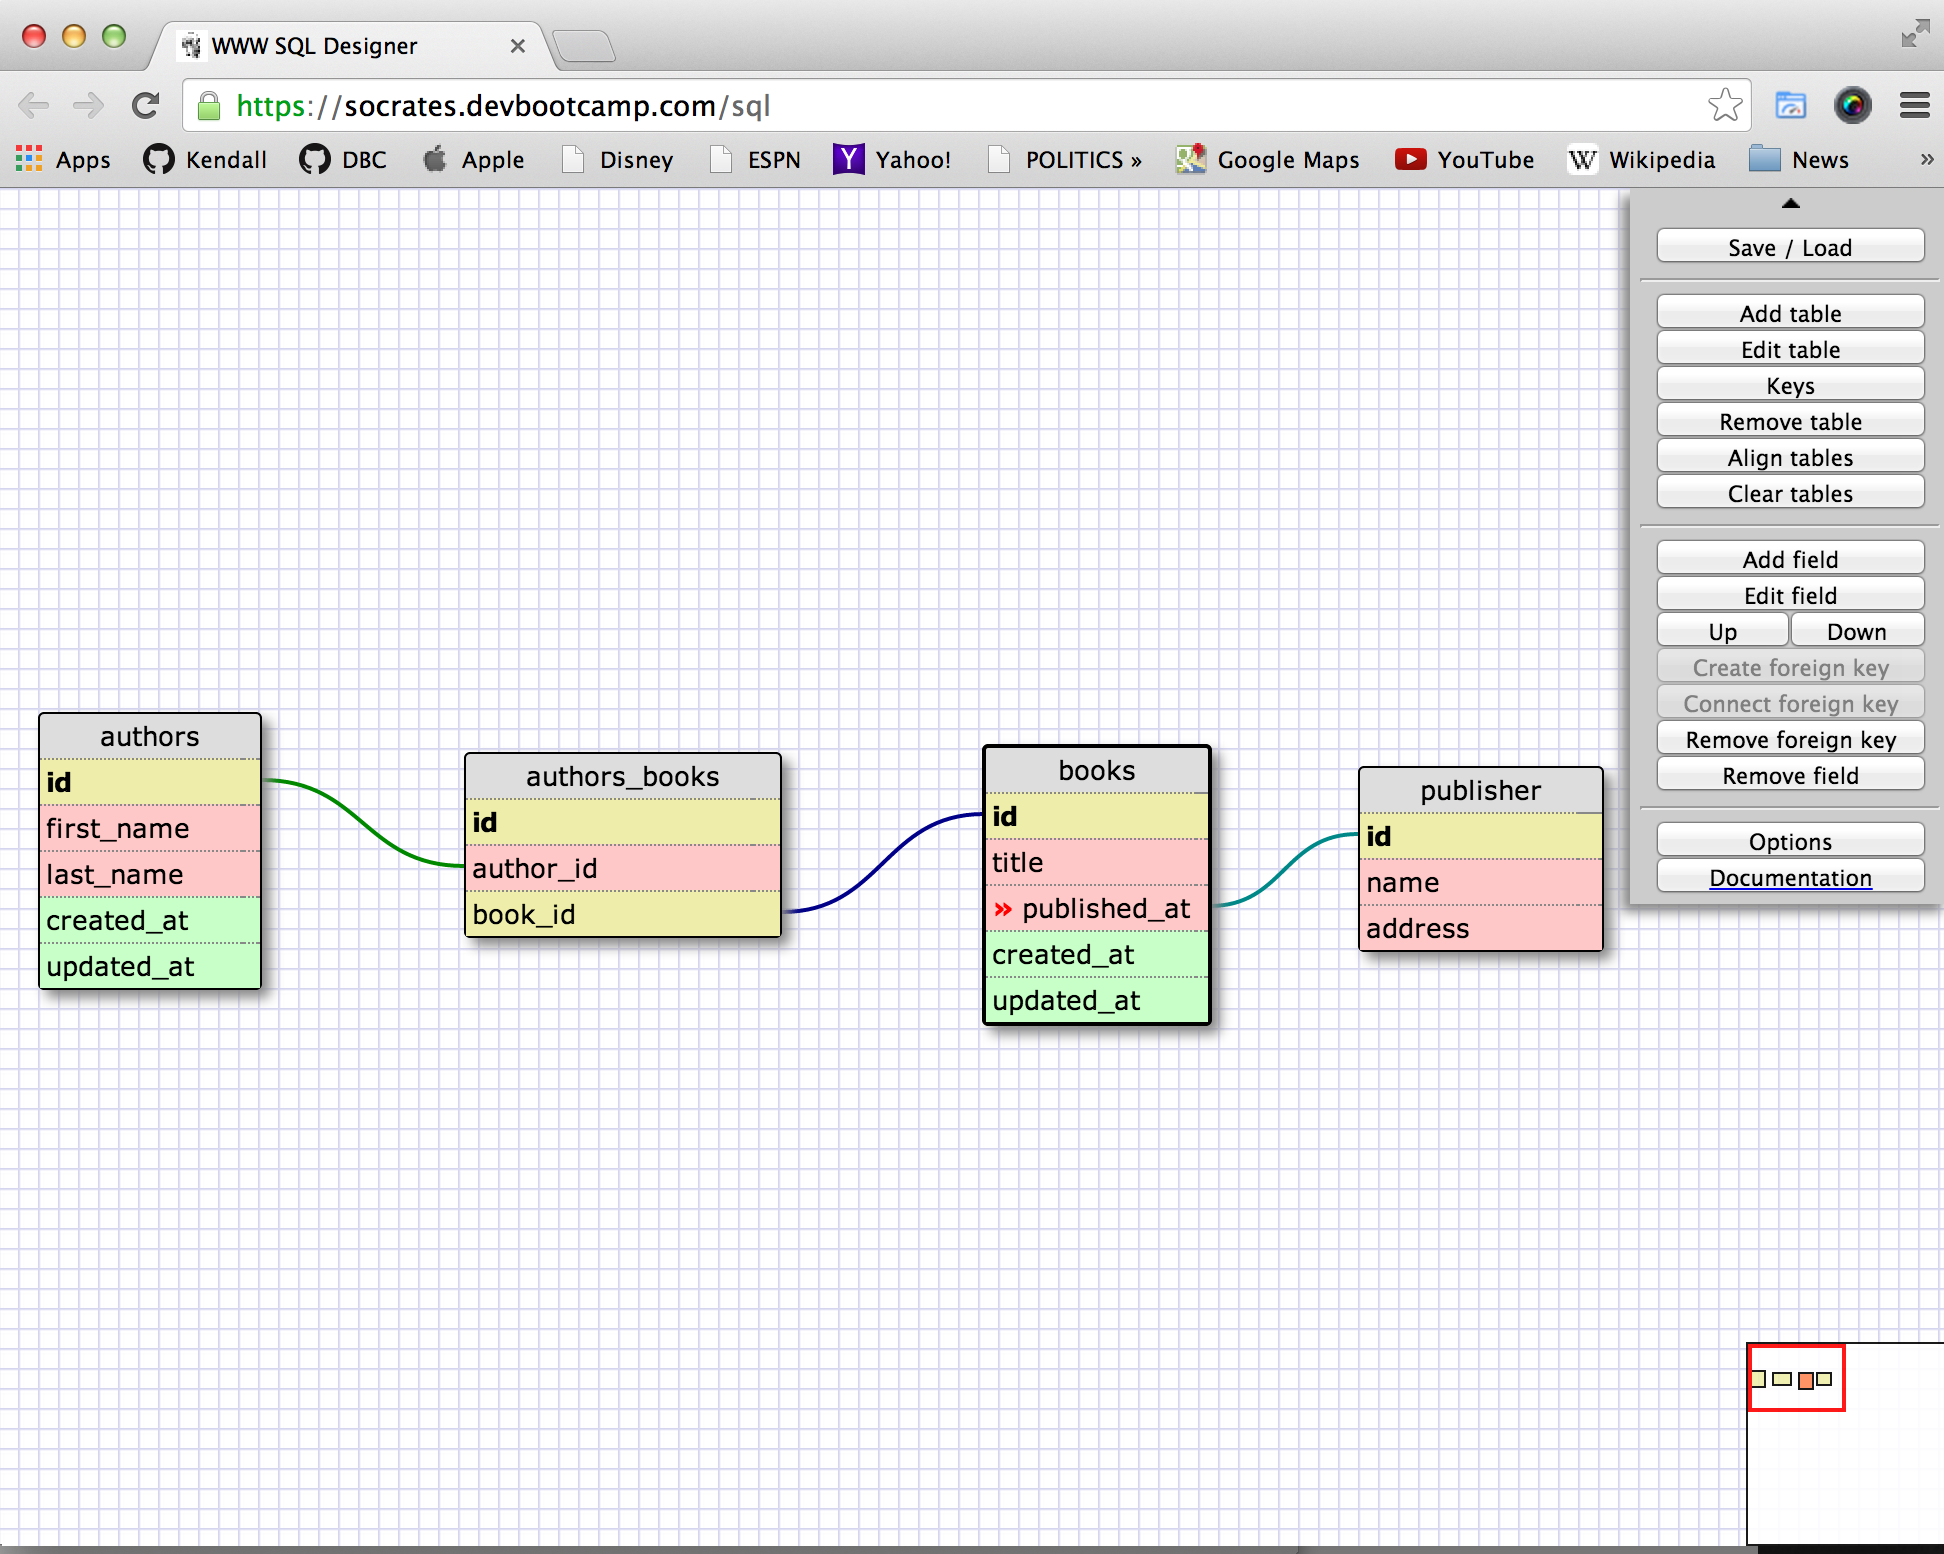 WWW SQL Designer
https://socrates.devbootcamp.com/sql
Apps Kendall DBC Apple Disney ESPN Yahoo! POLITICS » Google Maps YouTube Wikipedia News »
Save / Load
Add table
Edit table
Keys
Remove table
Align tables
Clear tables
Add field
Edit field
Up Down
Create foreign key
Connect foreign key
Remove foreign key
Remove field
Options
Documentation
authors
id
first_name
last_name
created_at
updated_at
authors_books
id
author_id
book_id
books
id
title
» published_at
created_at
updated_at
publisher
id
name
address